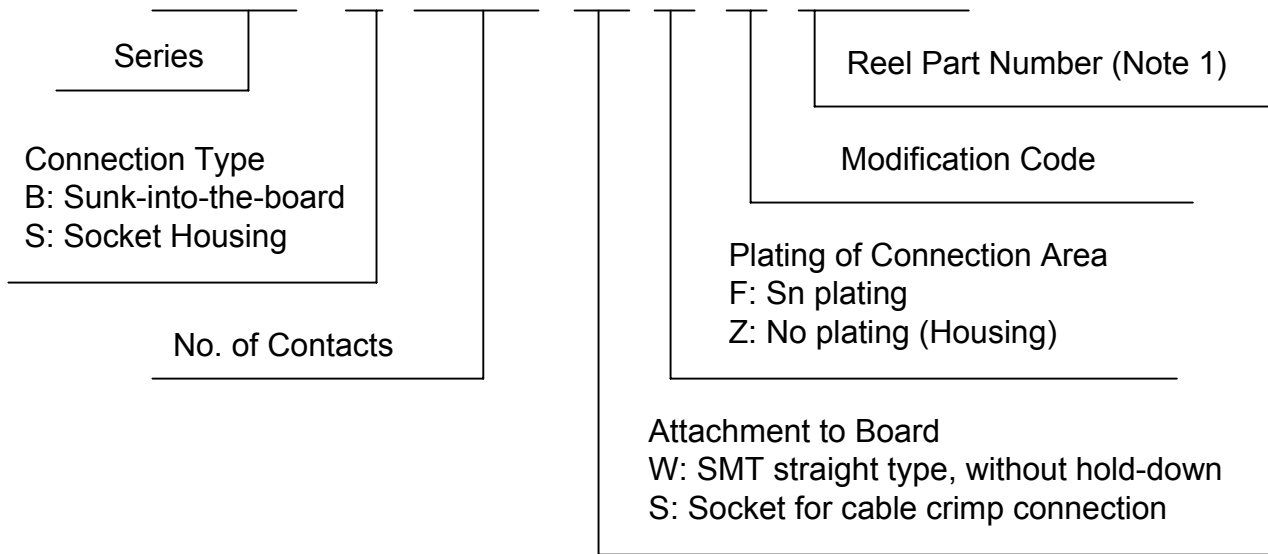 Series
Reel Part Number (Note 1)
Connection Type
B: Sunk-into-the-board
S: Socket Housing
Modification Code
Plating of Connection Area
F: Sn plating
Z: No plating (Housing)
No. of Contacts
Attachment to Board
W: SMT straight type, without hold-down
S: Socket for cable crimp connection